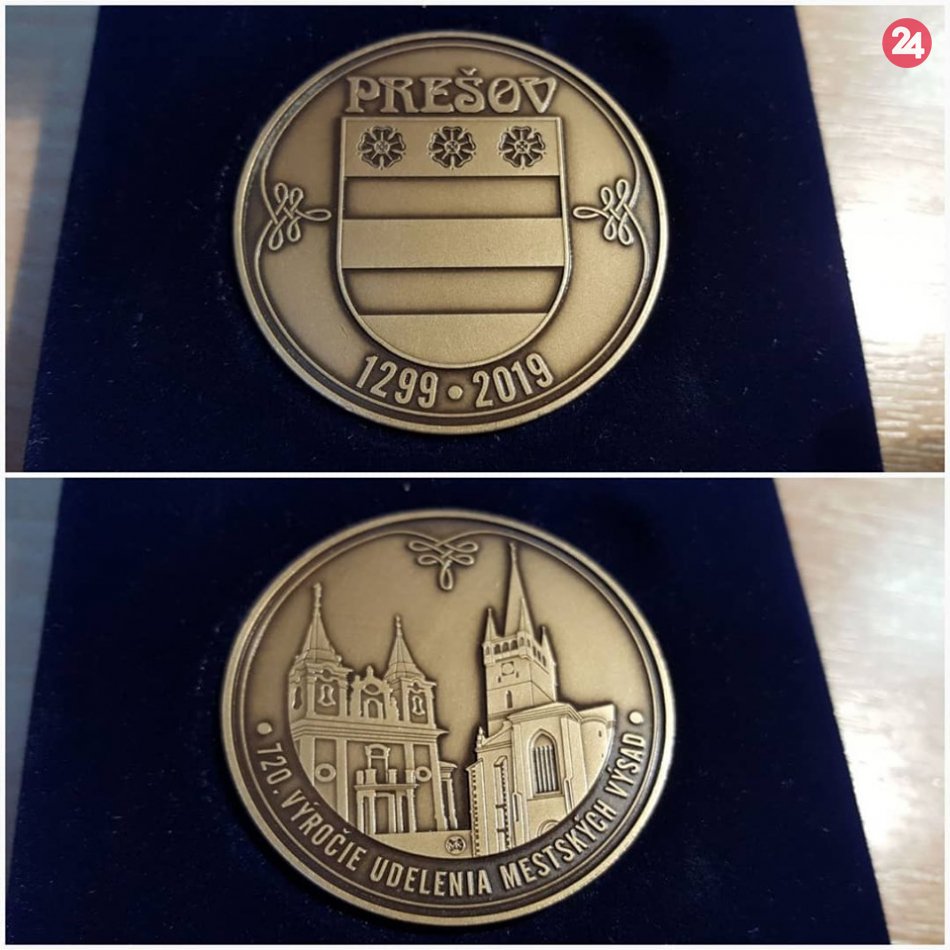 24
PREŠOV
1299 • 2019
• 720. VÝROČIE UDELENIA MESTSKÝCH VÝSAD •